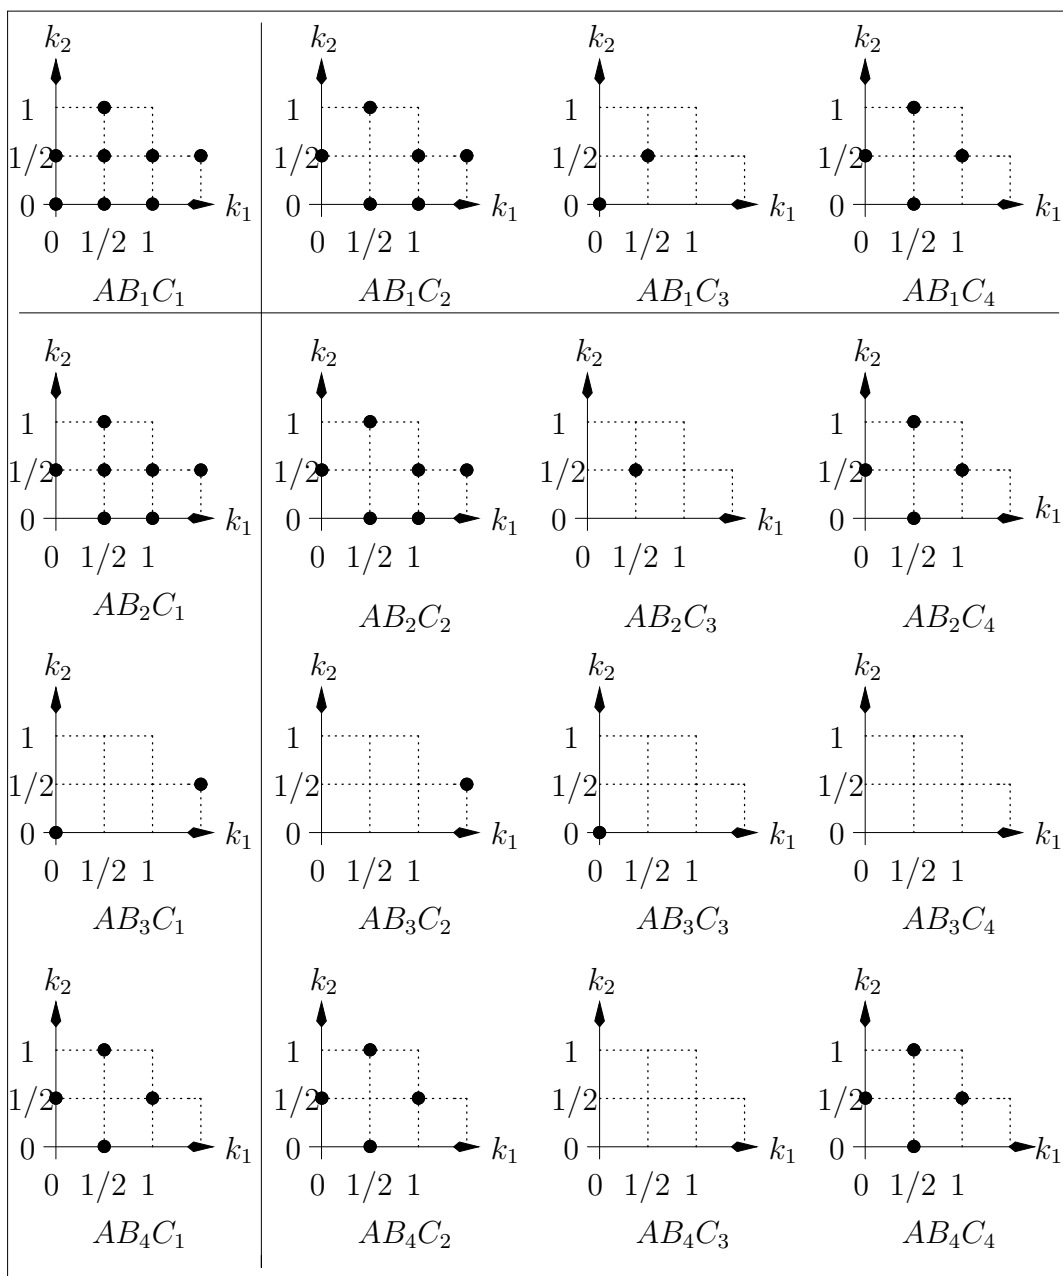 k₂ k₂ k₂ k₂
1 1 1 1
1/2 1/2 1/2 1/2
0 k₁ 0 k₁ 0 k₁ 0 k₁
0 1/2 1 0 1/2 1 0 1/2 1 0 1/2 1
AB₁C₁ AB₁C₂ AB₁C₃ AB₁C₄
k₂ k₂ k₂ k₂
1 1 1 1
1/2 1/2 1/2 1/2
0 k₁ 0 k₁ 0 k₁ 0 k₁
0 1/2 1 0 1/2 1 0 1/2 1 0 1/2 1
AB₂C₁ AB₂C₂ AB₂C₃ AB₂C₄
k₂ k₂ k₂ k₂
1 1 1 1
1/2 1/2 1/2 1/2
0 k₁ 0 k₁ 0 k₁ 0 k₁
0 1/2 1 0 1/2 1 0 1/2 1 0 1/2 1
AB₃C₁ AB₃C₂ AB₃C₃ AB₃C₄
k₂ k₂ k₂ k₂
1 1 1 1
1/2 1/2 1/2 1/2
0 k₁ 0 k₁ 0 k₁ 0 k₁
0 1/2 1 0 1/2 1 0 1/2 1 0 1/2 1
AB₄C₁ AB₄C₂ AB₄C₃ AB₄C₄